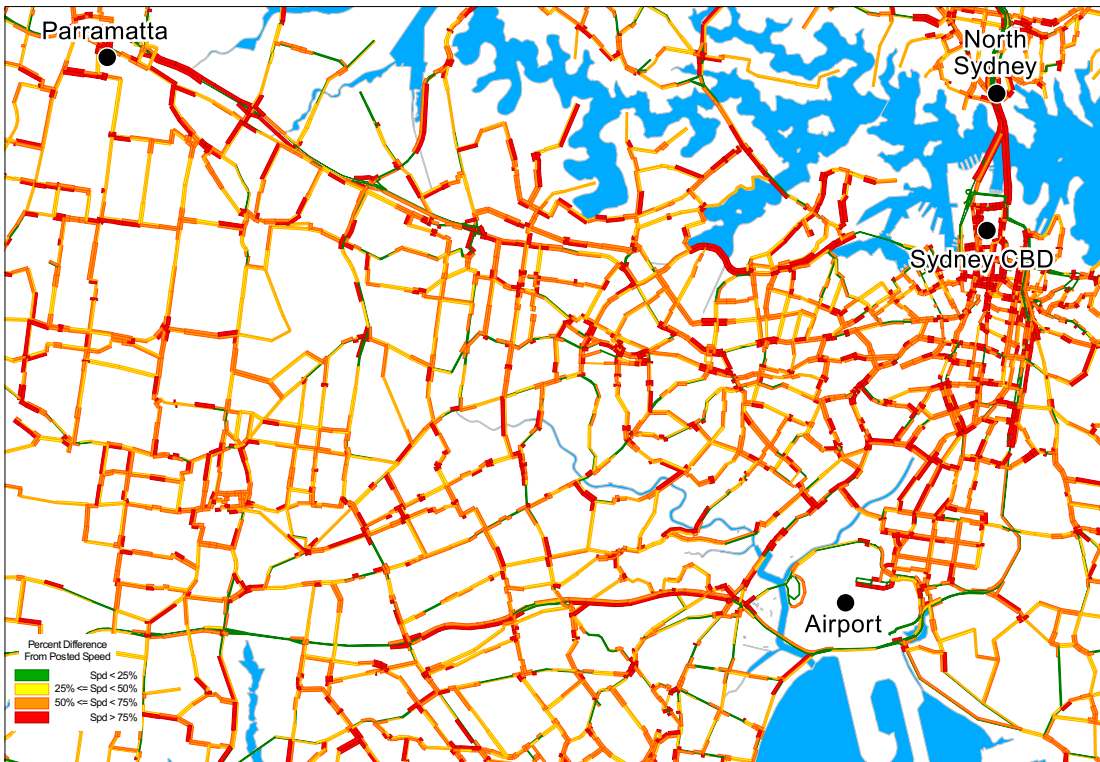 Parramatta
North
Sydney
Sydney CBD
Airport
Percent Difference
From Posted Speed
Spd < 25%
25% <= Spd < 50%
50% <= Spd < 75%
Spd > 75%